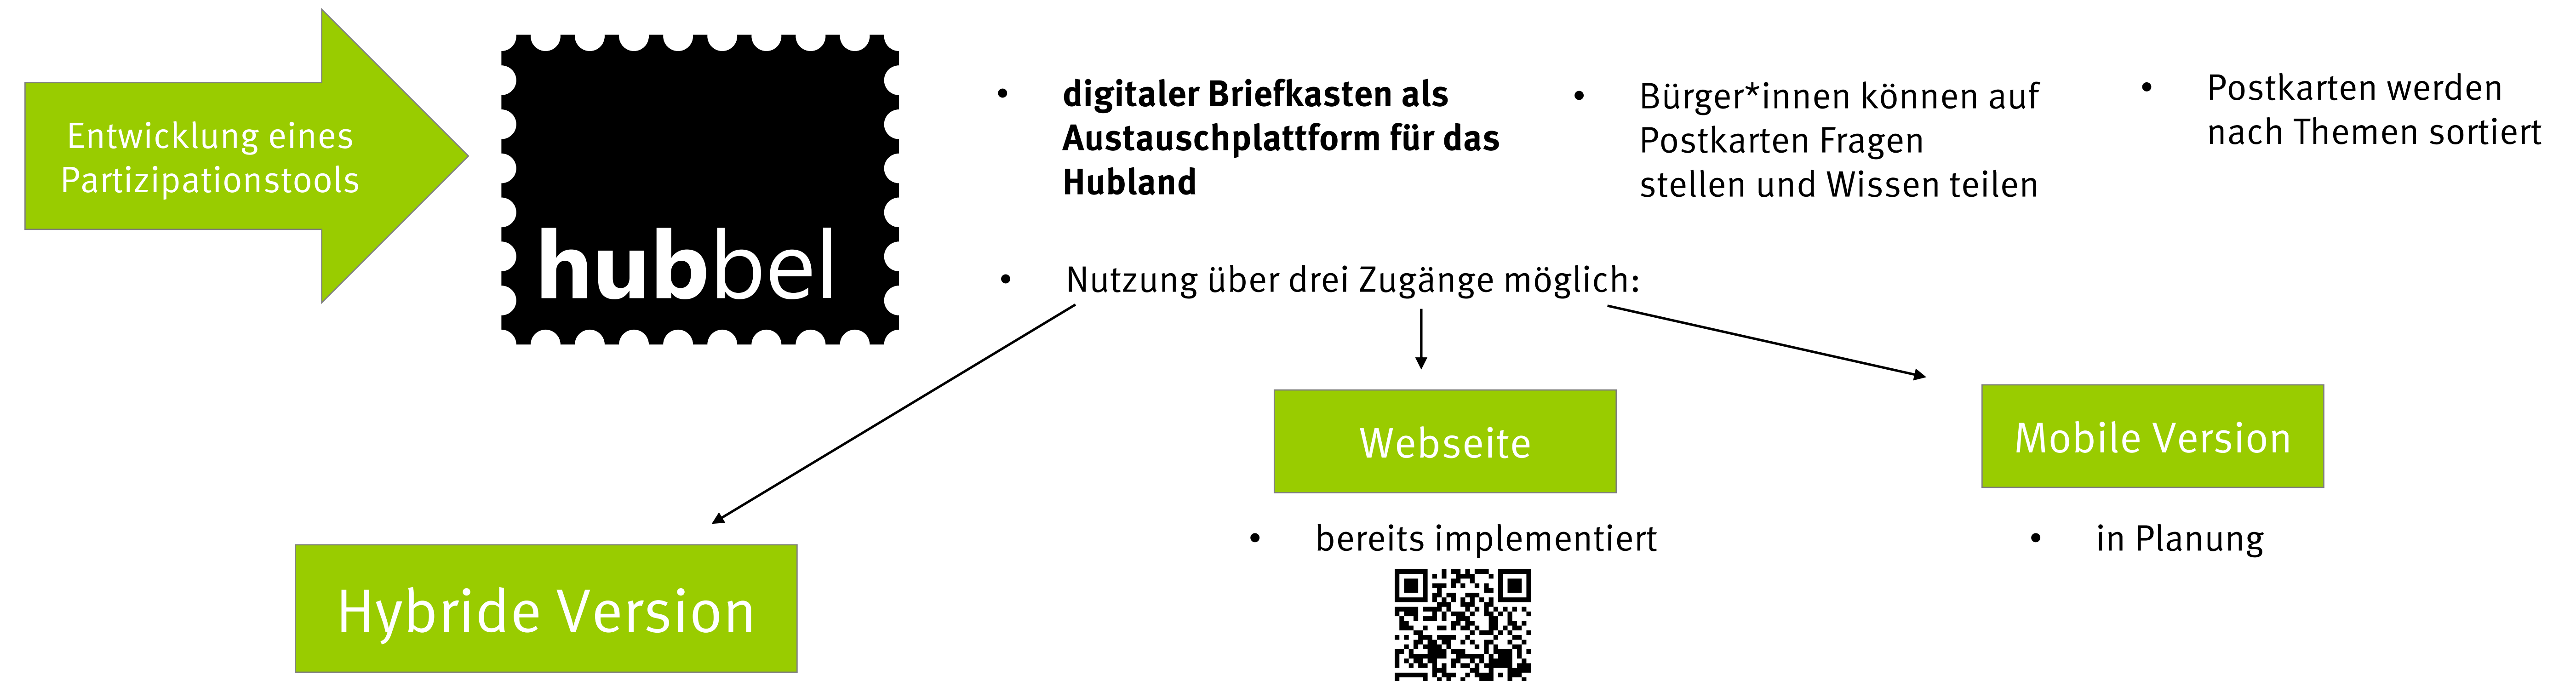 Entwicklung eines
Partizipationstools
hubbel
• digitaler Briefkasten als
Austauschplattform für das
Hubland
• Bürger*innen können auf
Postkarten Fragen
stellen und Wissen teilen
• Postkarten werden
nach Themen sortiert
• Nutzung über drei Zugänge möglich:
Hybride Version
Webseite
• bereits implementiert
Mobile Version
• in Planung